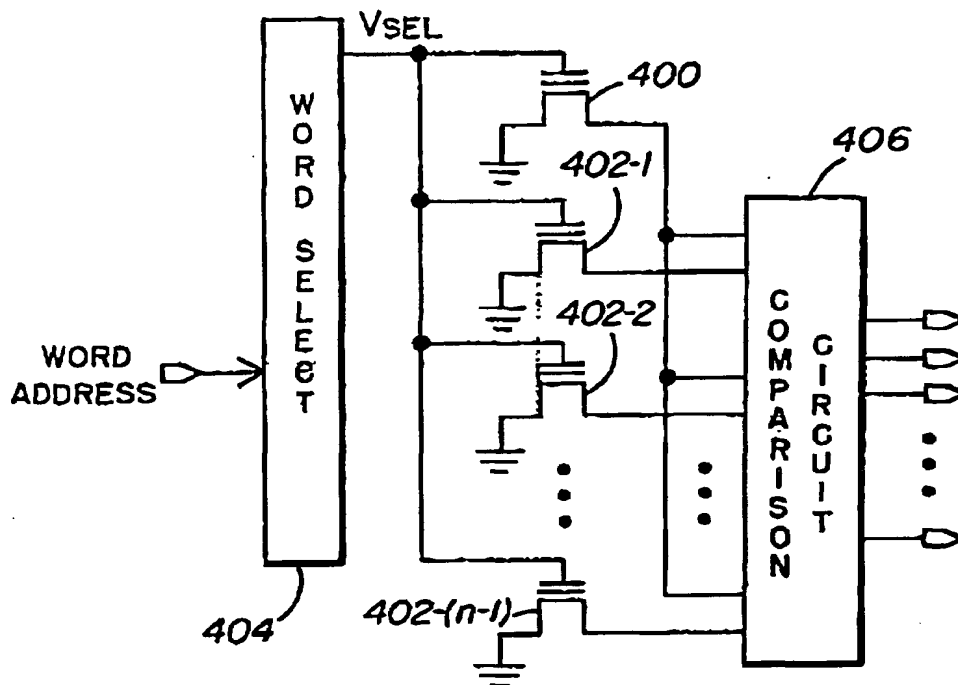 VSEL
WORD SELECT
400
402-1
406
402-2
WORD
ADDRESS
COMPARISON
CIRCUIT
404
402-(n-1)